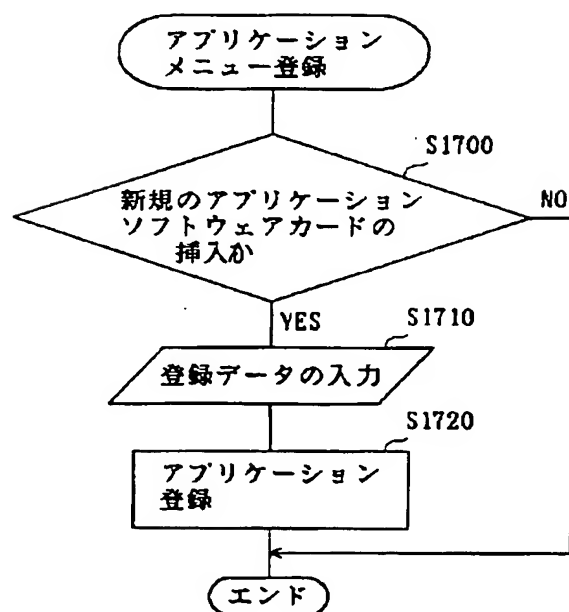 アプリケーション
メニュー登録
S1700
新規のアプリケーション
ソフトウェアカードの
挿入か
NO
YES
S1710
登録データの入力
S1720
アプリケーション
登録
エンド